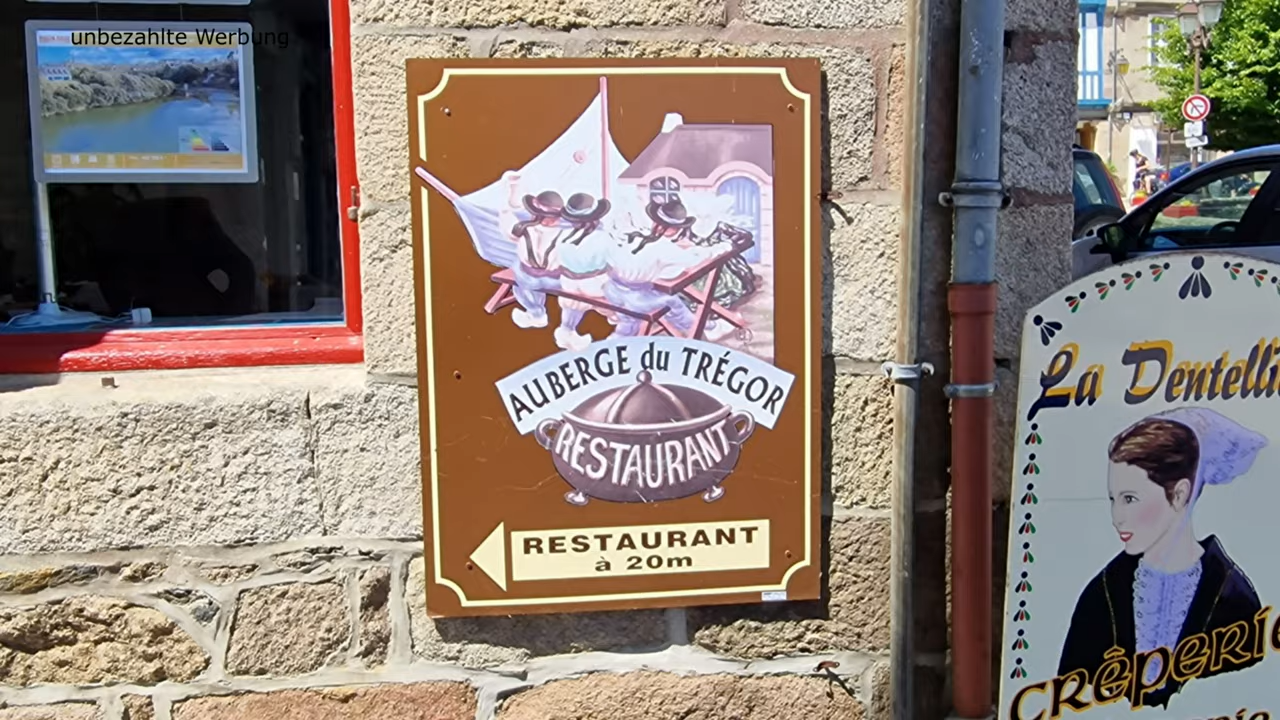 unbezahlte Werbung
AUBERGE du TRÉGOR
RESTAURANT
RESTAURANT
à 20m
La Dentelli
CRÊPERIE